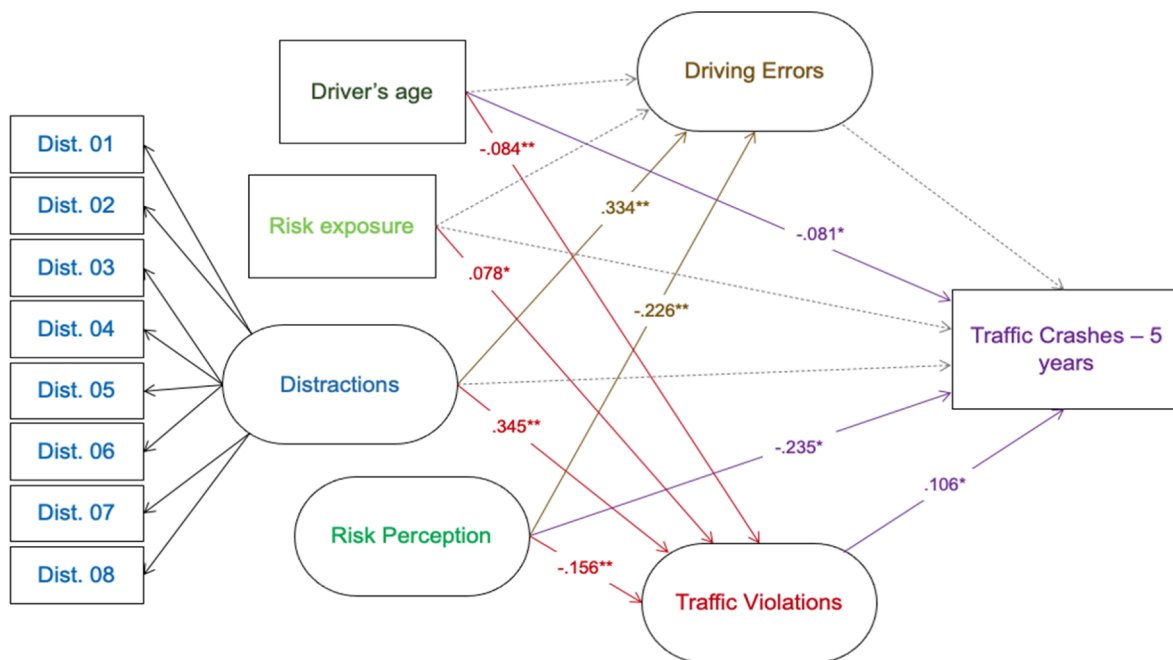 Driving Errors
Driver's age
Dist. 01
-.084**
Dist. 02
.334**
Risk exposure
-.081*
Dist. 03
.078*
-.226**
Dist. 04
Traffic Crashes – 5
years
Distractions
Dist. 05
.345**
Dist. 06
-.235*
.106*
Dist. 07
Risk Perception
-.156**
Dist. 08
Traffic Violations